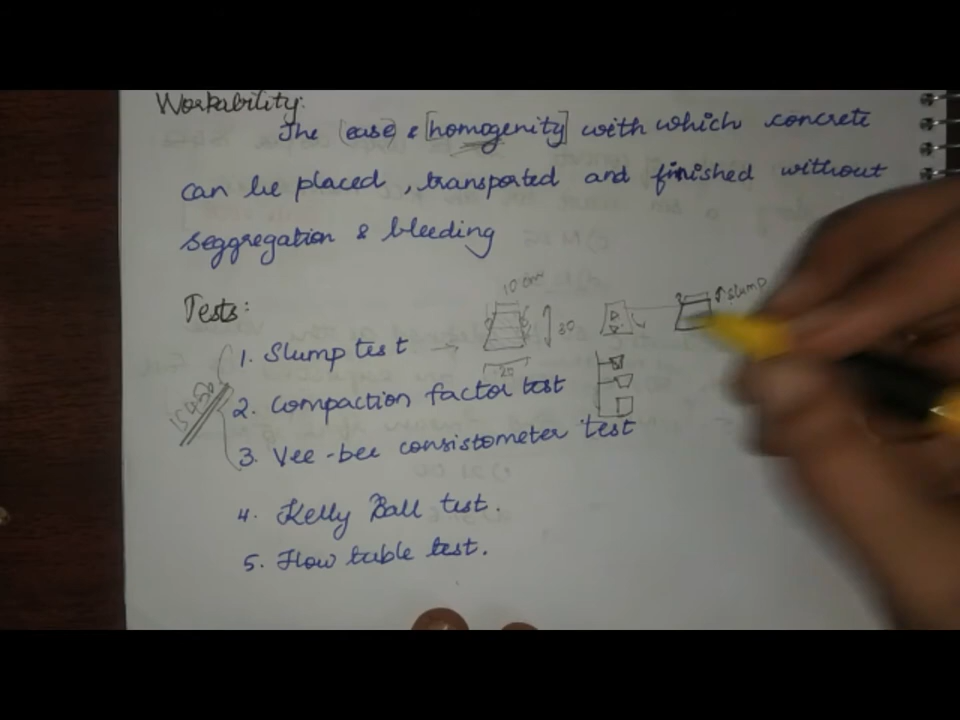 Workability:
The (ease) & [homogenity] with which concrete
can be placed, transported and finished without
seggregation & bleeding
Tests:
10 cm
slump
30
20
1. Slump test →
2. Compaction factor test
3. Vee-bee consistometer test
IS 456
4. Kelly Ball test.
5. Flow table test.